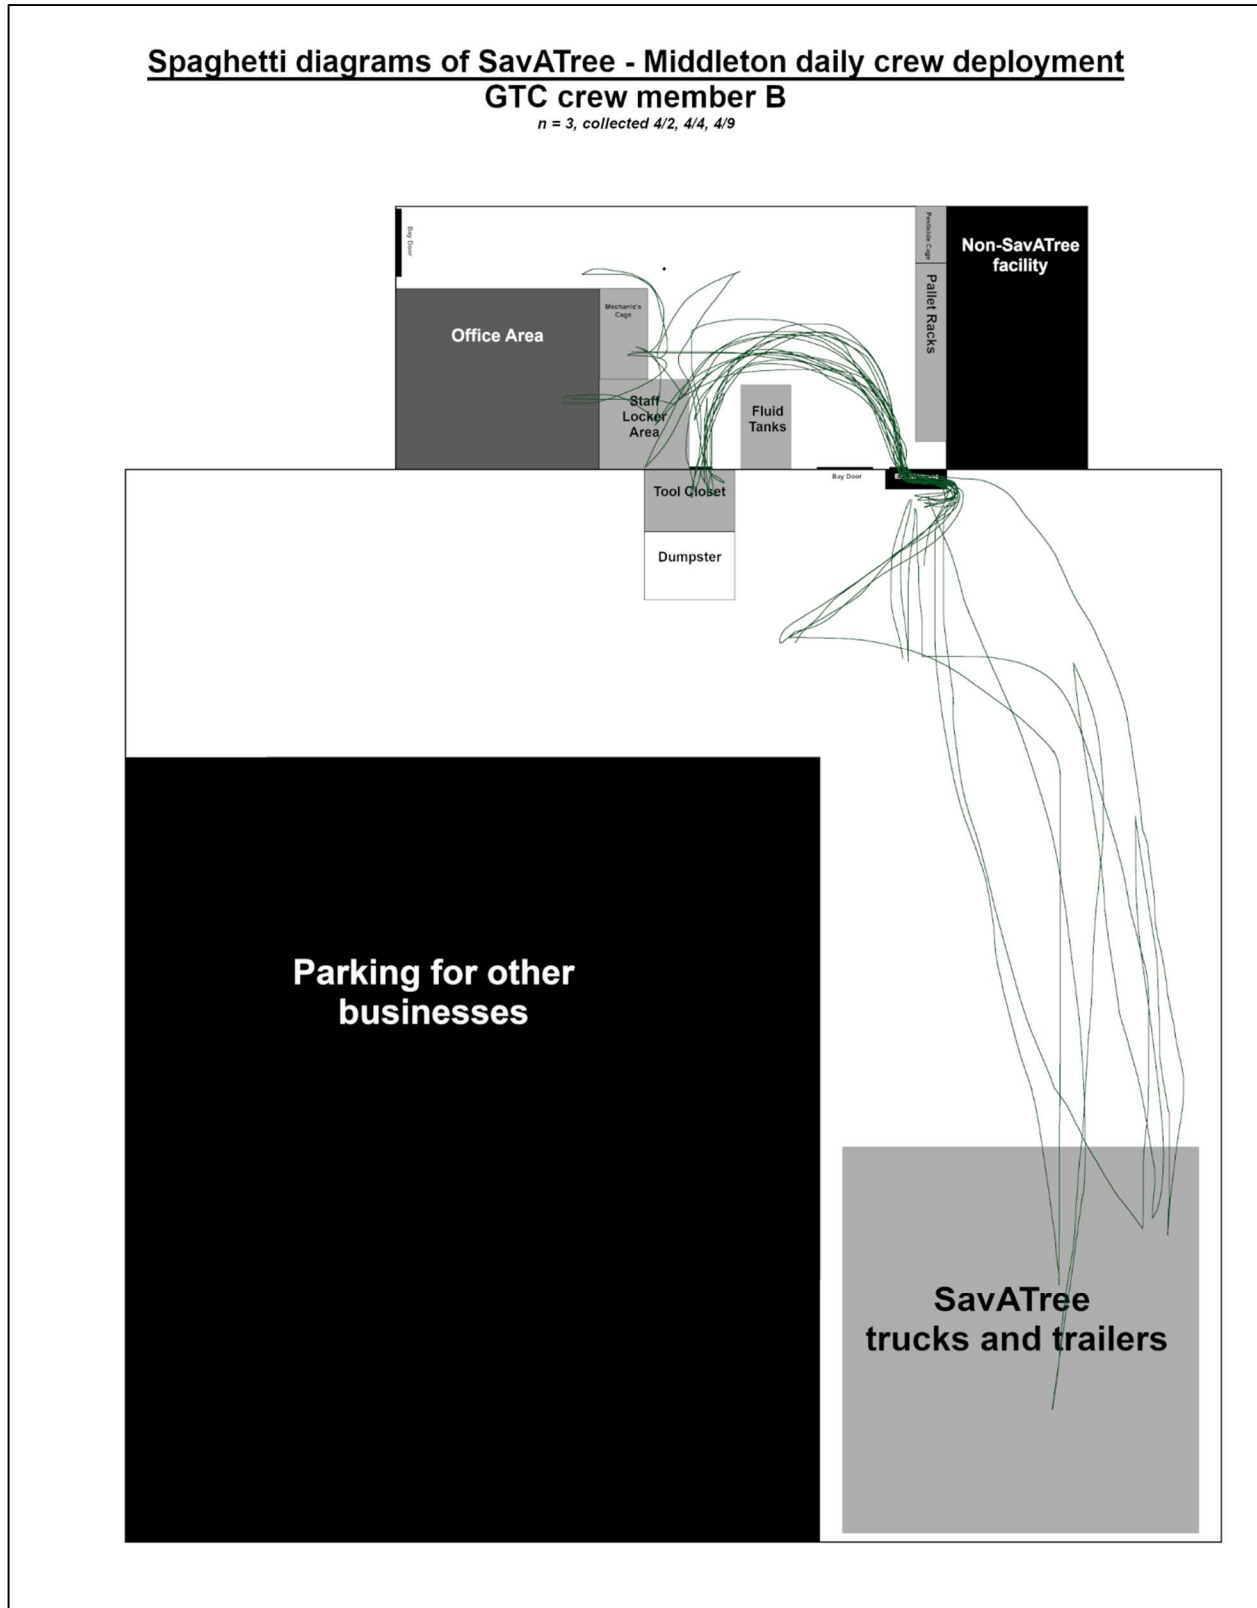 Spaghetti diagrams of SavATree - Middleton daily crew deployment
GTC crew member B
n = 3, collected 4/2, 4/4, 4/9
Bay Door
Pesticide Cage
Non-SavATree
facility
Pallet Racks
Mechanic's
Cage
Office Area
Staff
Locker
Area
Fluid
Tanks
Bay Door
Tool Closet
Dumpster
Parking for other
businesses
SavATree
trucks and trailers